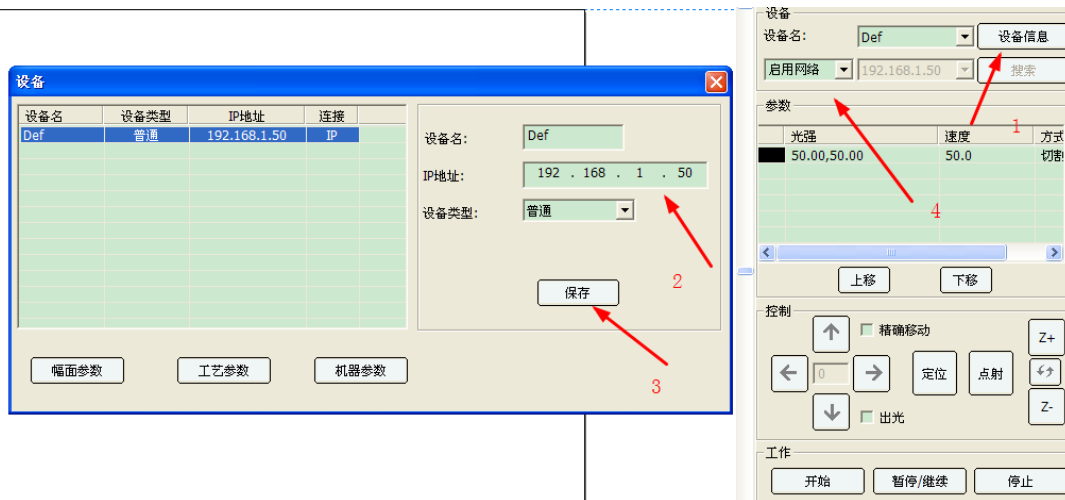 设备
设备名 设备类型 IP地址 连接
Def 普通 192.168.1.50 IP
设备名: Def
IP地址: 192 . 168 . 1 . 50
设备类型: 普通
2
保存
3
幅面参数 工艺参数 机器参数
设备
设备名: Def 设备信息
启用网络 192.168.1.50 搜索
参数
1
光强 速度 方式
50.00,50.00 50.0 切割
4
上移 下移
控制
精确移动
Z+
0
定位 点射
出光
Z-
工作
开始 暂停/继续 停止